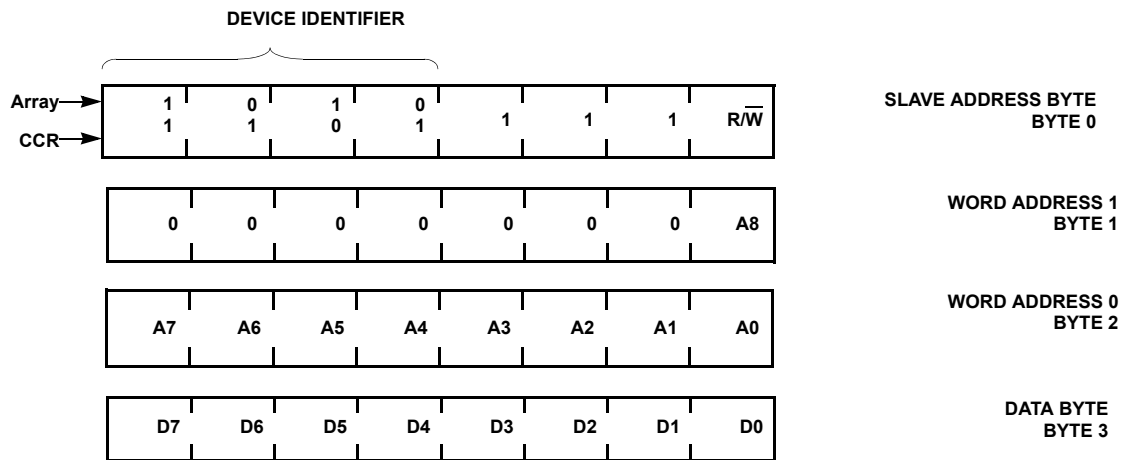 DEVICE IDENTIFIER
Array 1 0 1 0 SLAVE ADDRESS BYTE
CCR 1 1 0 1 1 1 1 R/W̅ BYTE 0
0 0 0 0 0 0 0 A8 WORD ADDRESS 1
BYTE 1
A7 A6 A5 A4 A3 A2 A1 A0 WORD ADDRESS 0
BYTE 2
D7 D6 D5 D4 D3 D2 D1 D0 DATA BYTE
BYTE 3